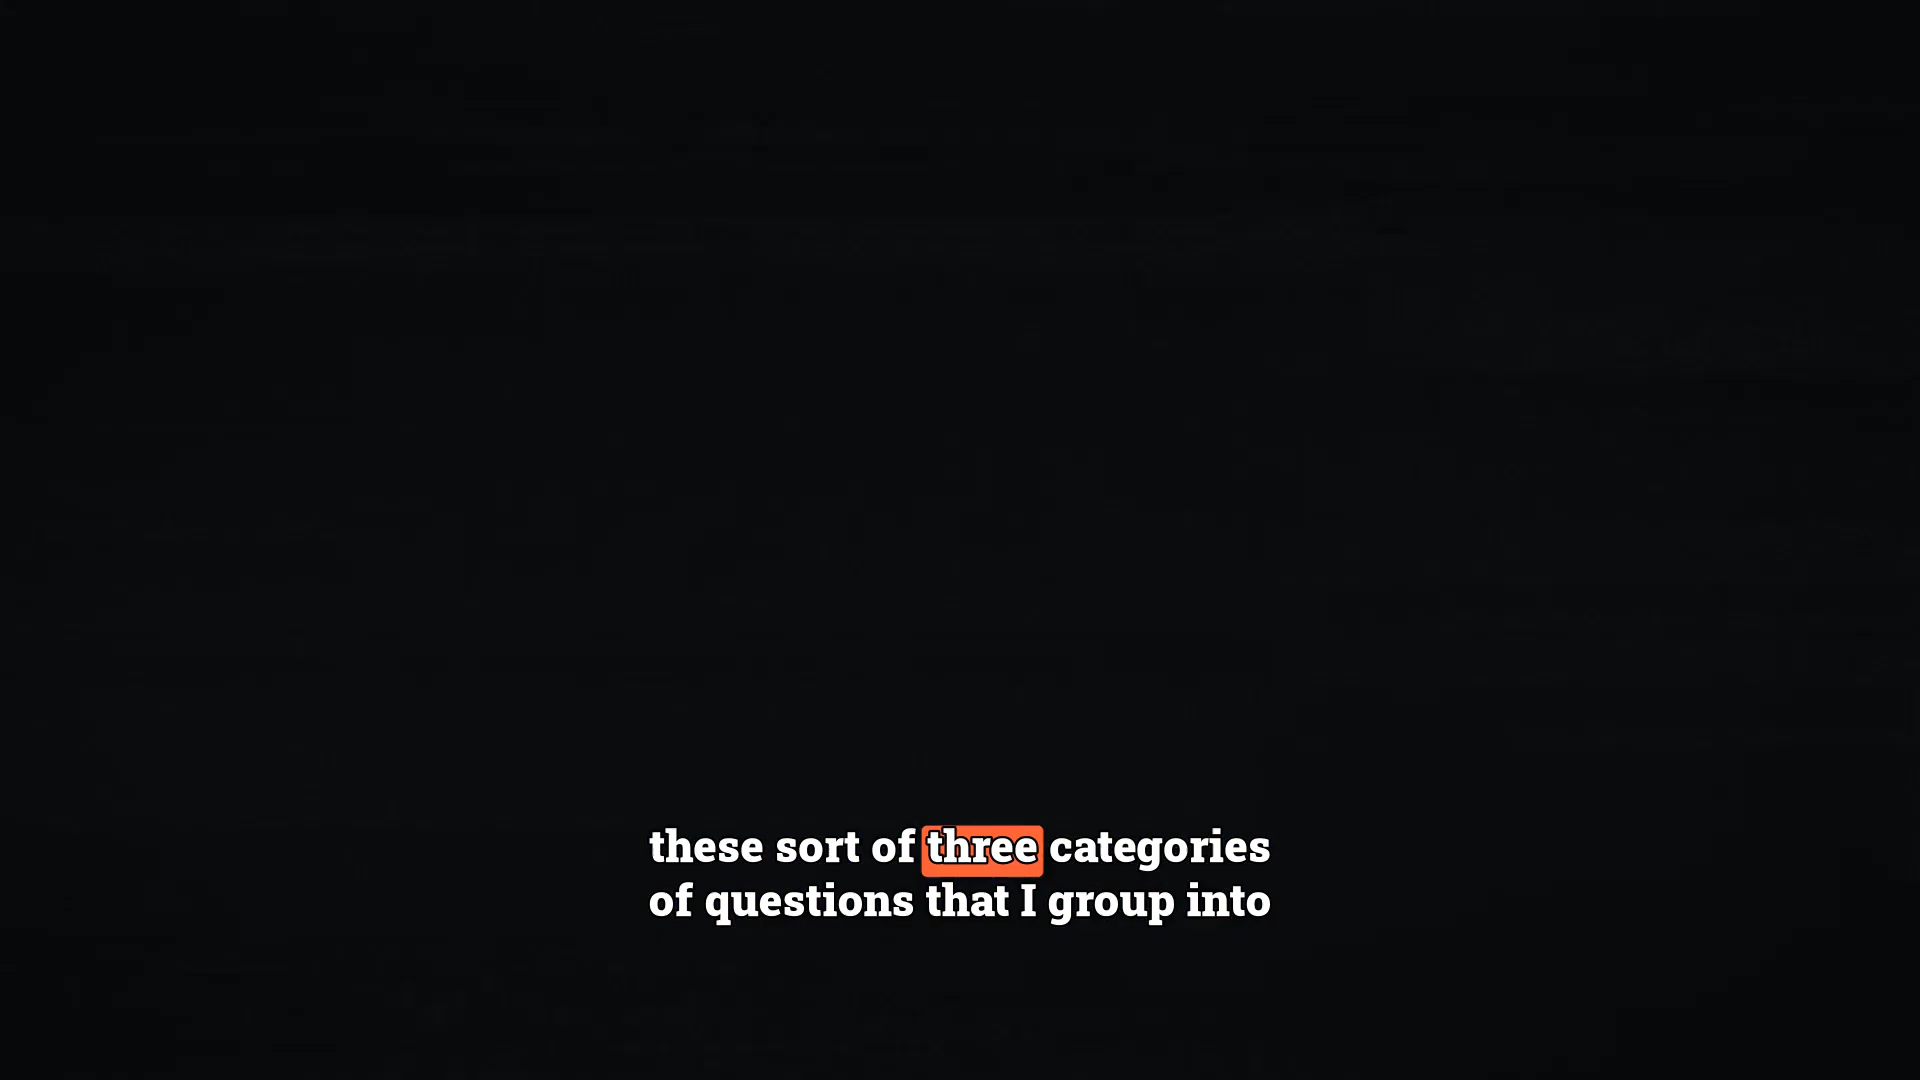 these sort of three categories
of questions that I group into